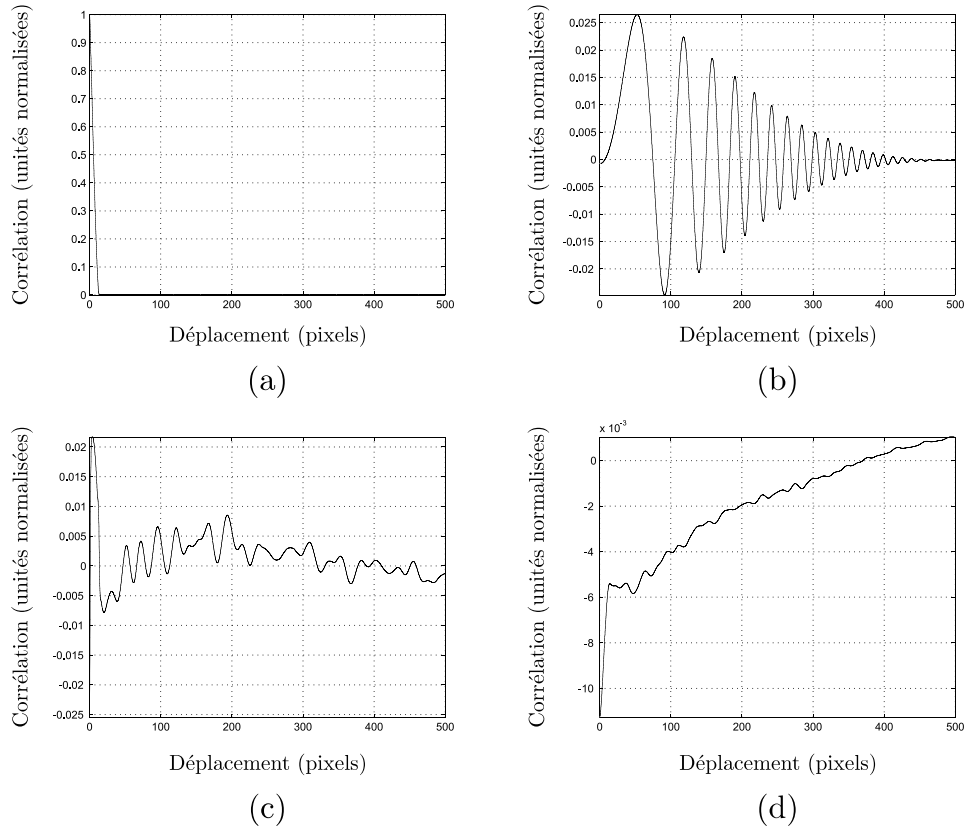 Corrélation (unités normalisées)
1
0.9
0.8
0.7
0.6
0.5
0.4
0.3
0.2
0.1
0
0 100 200 300 400 500
Déplacement (pixels)
(a)
Corrélation (unités normalisées)
0.025
0.02
0.015
0.01
0.005
0
-0.005
-0.01
-0.015
-0.02
0 100 200 300 400 500
Déplacement (pixels)
(b)
Corrélation (unités normalisées)
0.02
0.015
0.01
0.005
0
-0.005
-0.01
-0.015
-0.02
-0.025
0 100 200 300 400 500
Déplacement (pixels)
(c)
Corrélation (unités normalisées)
x 10-3
0
-2
-4
-6
-8
-10
0 100 200 300 400 500
Déplacement (pixels)
(d)